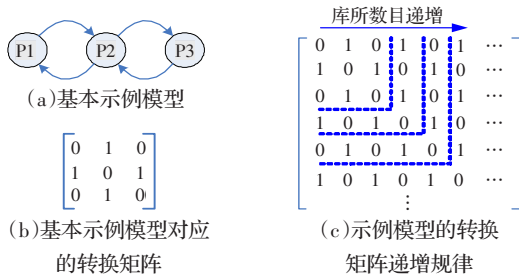 库所数目递增
P1 P2 P3
(a)基本示例模型
0 1 0
1 0 1
0 1 0
(b)基本示例模型对应
的转换矩阵
0 1 0 1 0 1 …
1 0 1 0 1 0 …
0 1 0 1 0 1 …
1 0 1 0 1 0 …
0 1 0 1 0 1 …
1 0 1 0 1 0 …
⋮
(c)示例模型的转换
矩阵递增规律